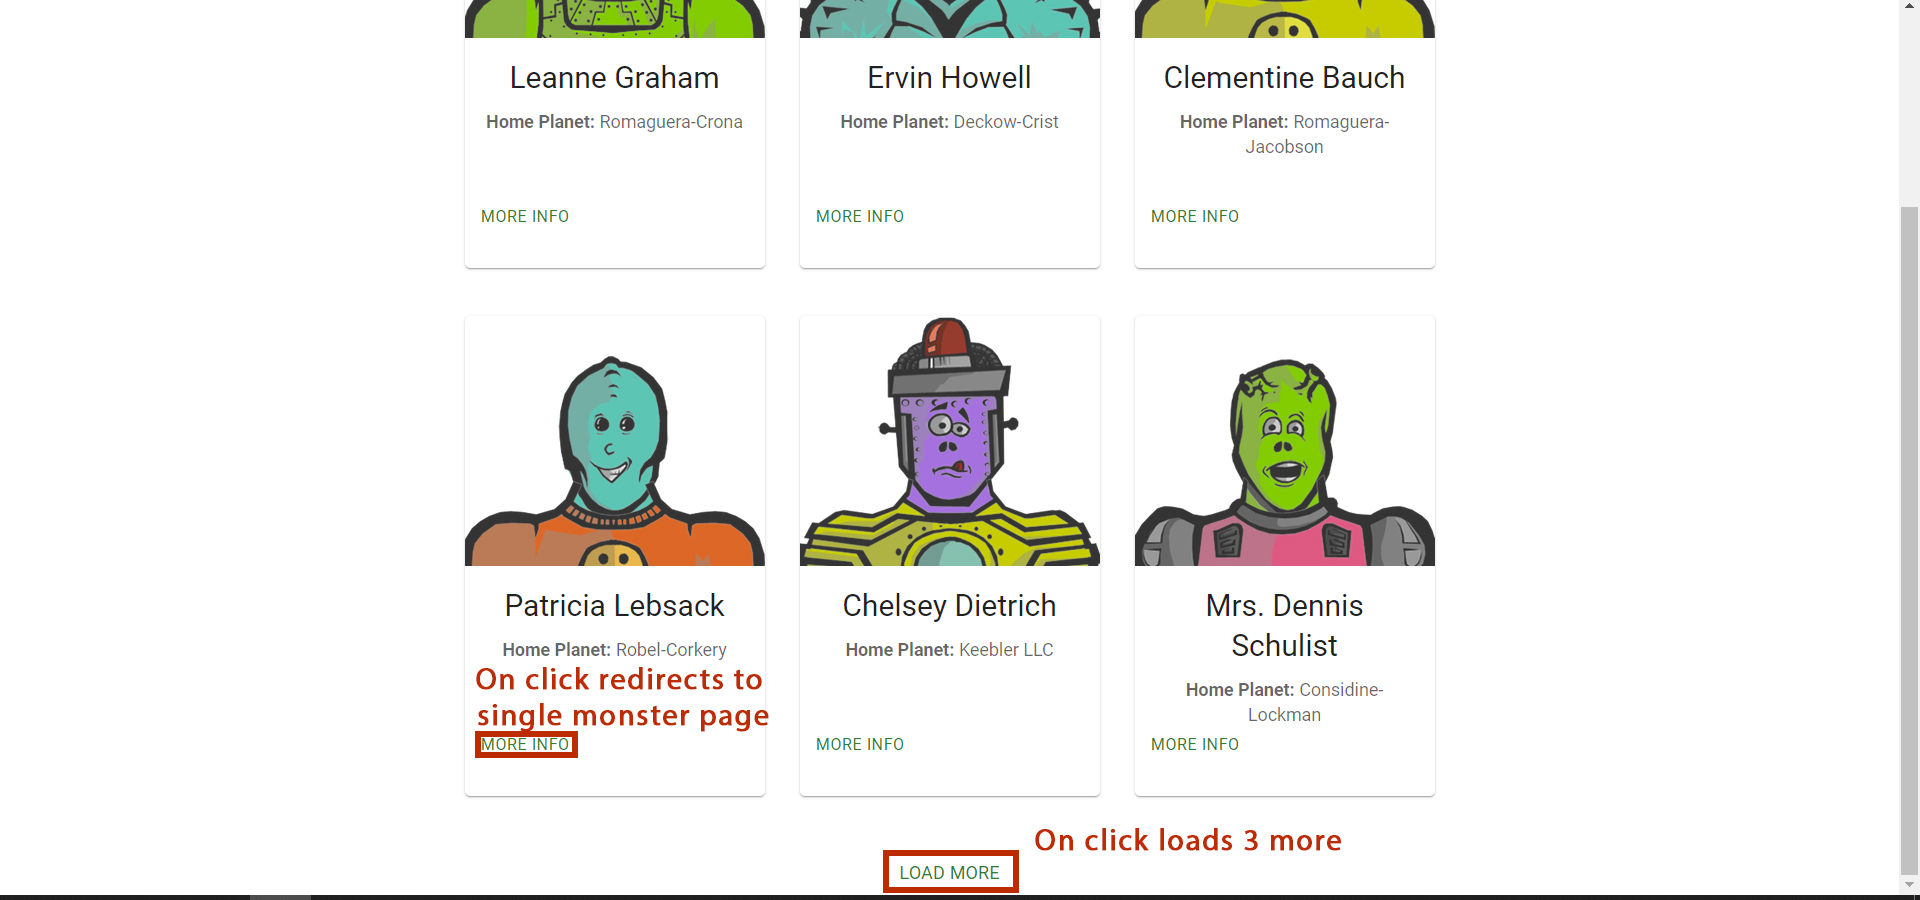 Leanne Graham
Home Planet: Romaguera-Crona
MORE INFO
Ervin Howell
Home Planet: Deckow-Crist
MORE INFO
Clementine Bauch
Home Planet: Romaguera-
Jacobson
MORE INFO
Patricia Lebsack
Home Planet: Robel-Corkery
On click redirects to
single monster page
MORE INFO
Chelsey Dietrich
Home Planet: Keebler LLC
MORE INFO
Mrs. Dennis
Schulist
Home Planet: Considine-
Lockman
MORE INFO
On click loads 3 more
LOAD MORE